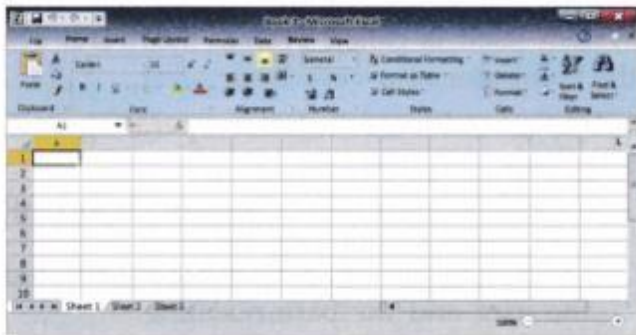 Book 2 - Microsoft Excel
File Home Insert Page Layout Formulas Data Review View
Calibri 11 General Conditional Formatting Insert
Paste B I U $ % Format as Table Delete Sort & Find &
Cell Styles Format Filter Select
Clipboard Font Alignment Number Styles Cells Editing
A1
A L
1
2
3
4
5
6
7
8
9
10
Sheet 1 Sheet 2 Sheet 3
100%